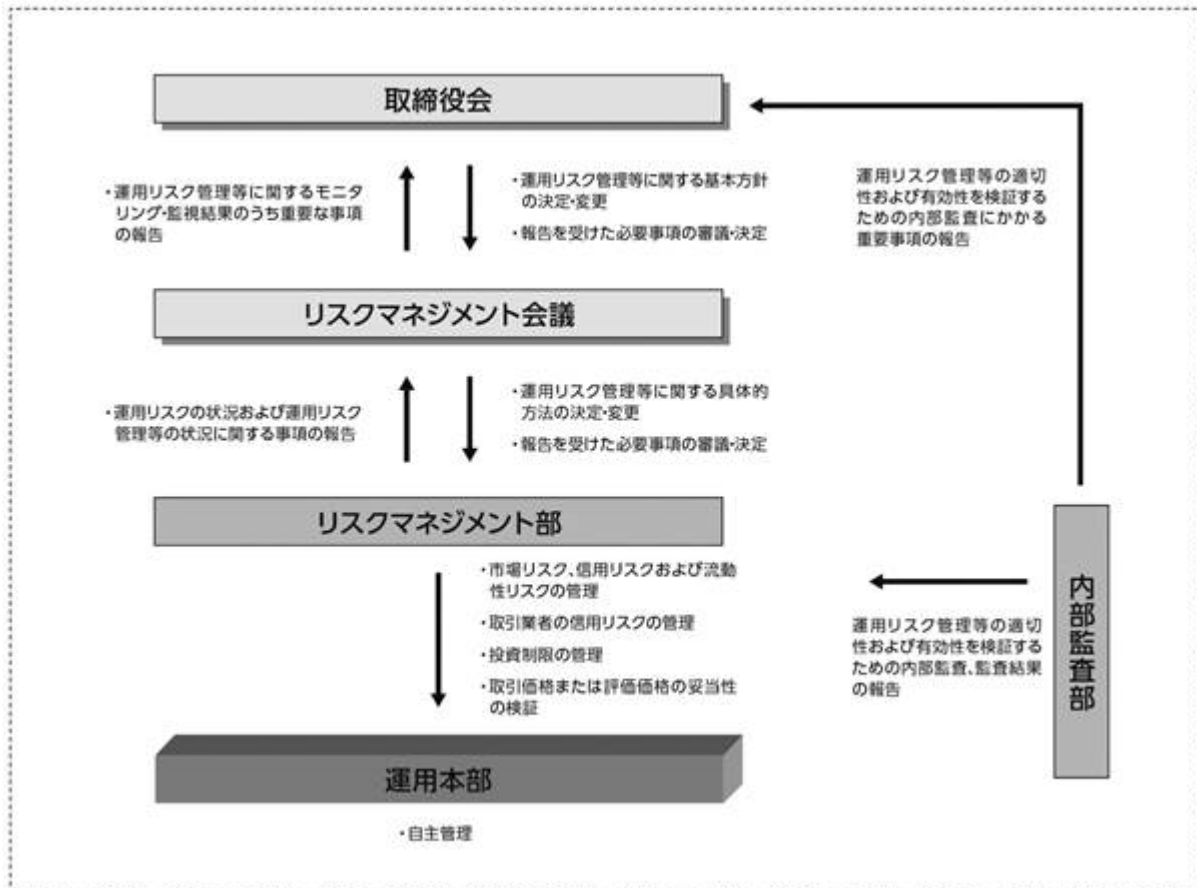 取締役会
・運用リスク管理等に関するモニタ
リング・監視結果のうち重要な事項
の報告
・運用リスク管理等に関する基本方針
の決定・変更
・報告を受けた必要事項の審議・決定
運用リスク管理等の適切
性および有効性を検証す
るための内部監査にかかる
重要事項の報告
リスクマネジメント会議
・運用リスクの状況および運用リスク
管理等の状況に関する事項の報告
・運用リスク管理等に関する具体的
方法の決定・変更
・報告を受けた必要事項の審議・決定
リスクマネジメント部
・市場リスク、信用リスクおよび流動
性リスクの管理
・取引業者の信用リスクの管理
・投資制限の管理
・取引価格または評価価格の妥当性
の検証
運用リスク管理等の適切
性および有効性を検証する
ための内部監査、監査結果
の報告
内部監査部
運用本部
・自主管理